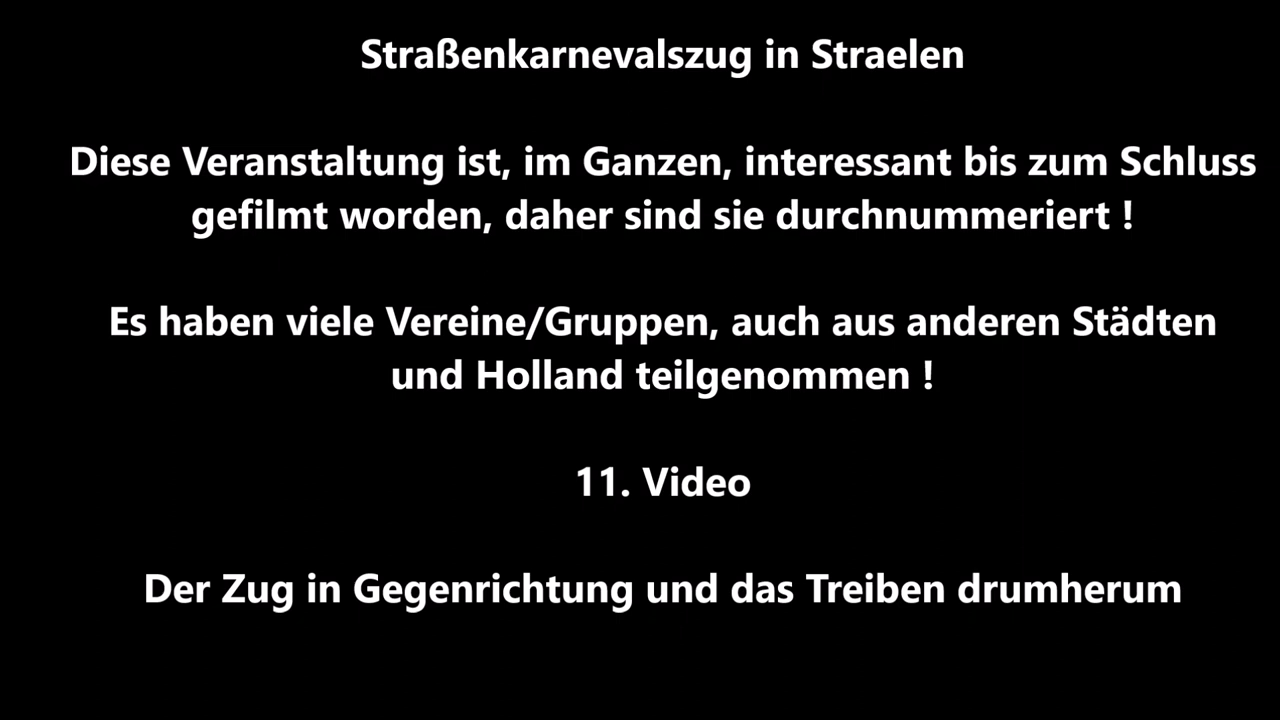 Straßenkarnevalszug in Straelen
Diese Veranstaltung ist, im Ganzen, interessant bis zum Schluss
gefilmt worden, daher sind sie durchnummeriert !
Es haben viele Vereine/Gruppen, auch aus anderen Städten
und Holland teilgenommen !
11. Video
Der Zug in Gegenrichtung und das Treiben drumherum